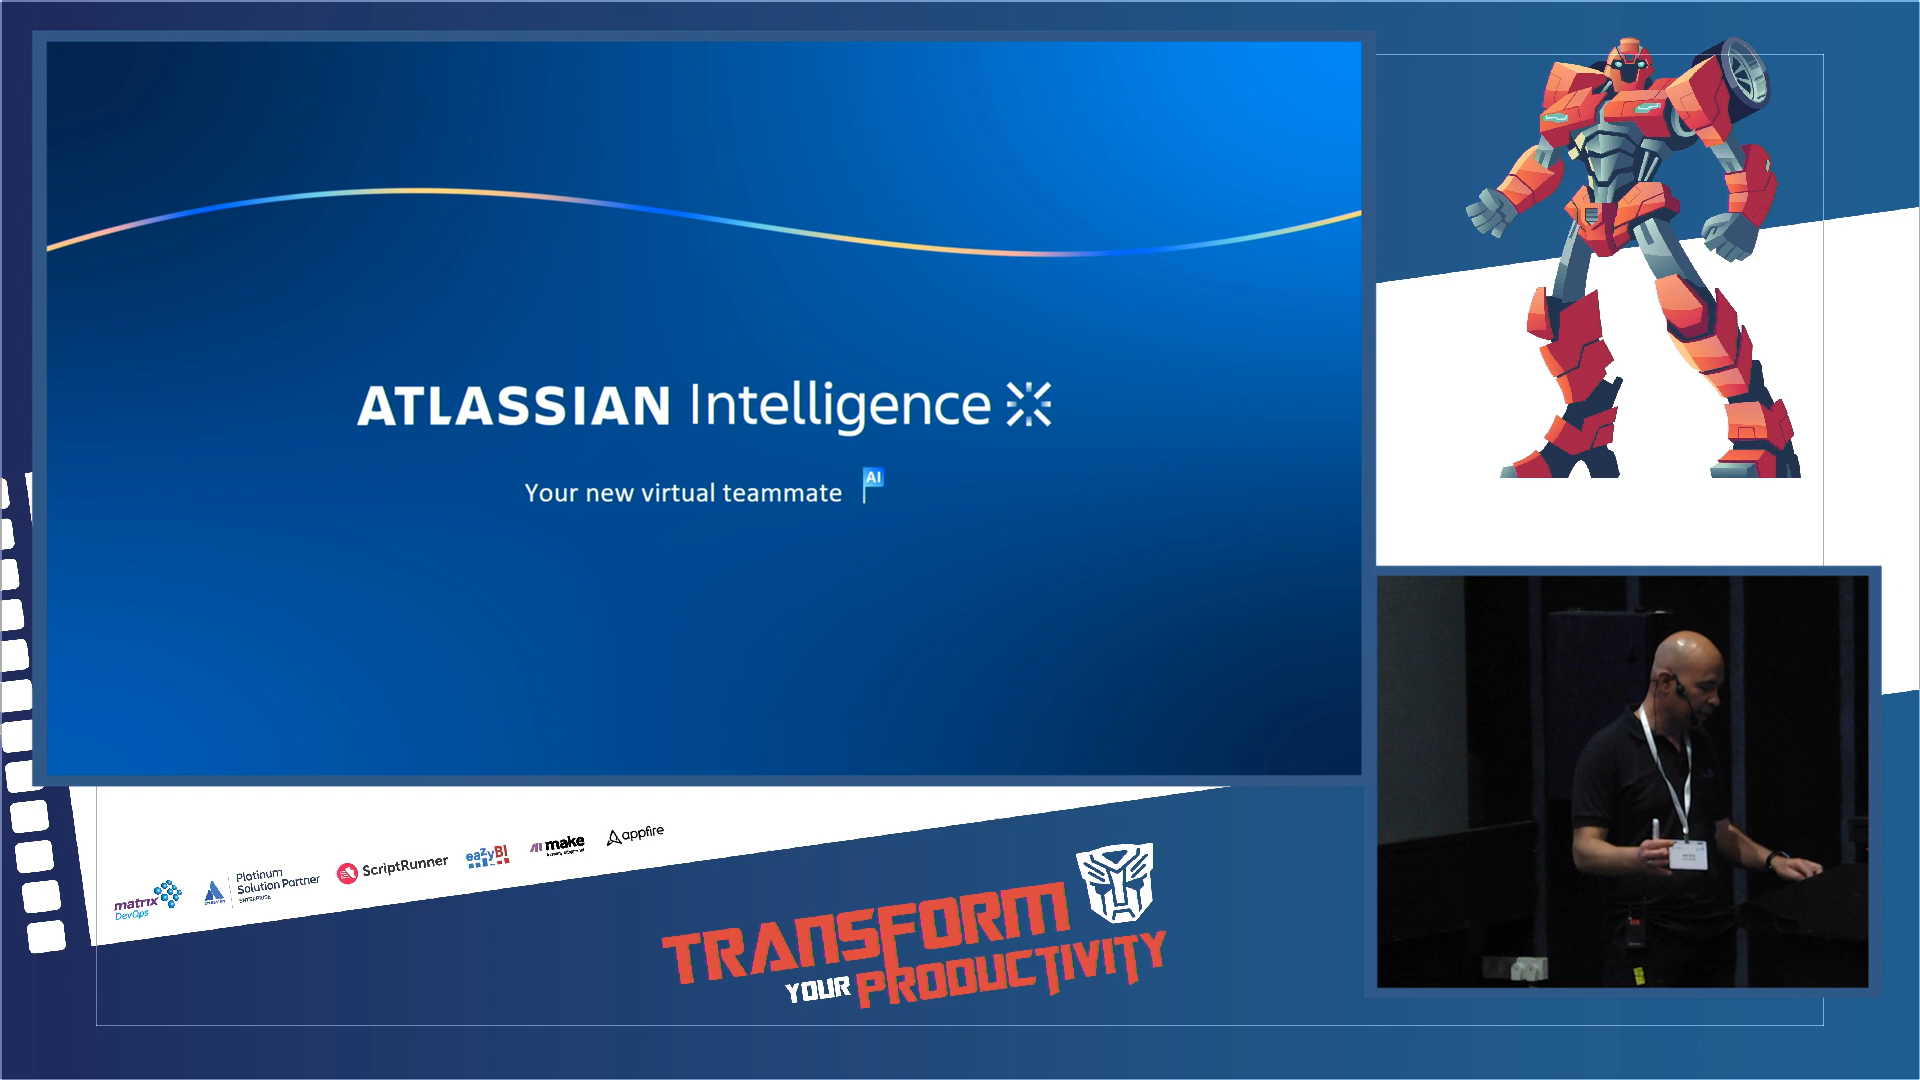 ATLASSIAN Intelligence
Your new virtual teammate
AI
matrix
DevOps
Platinum
Solution Partner
ENTERPRISE
ScriptRunner
eazyBI
make
appfire
TRANSFORM
YOUR PRODUCTIVITY